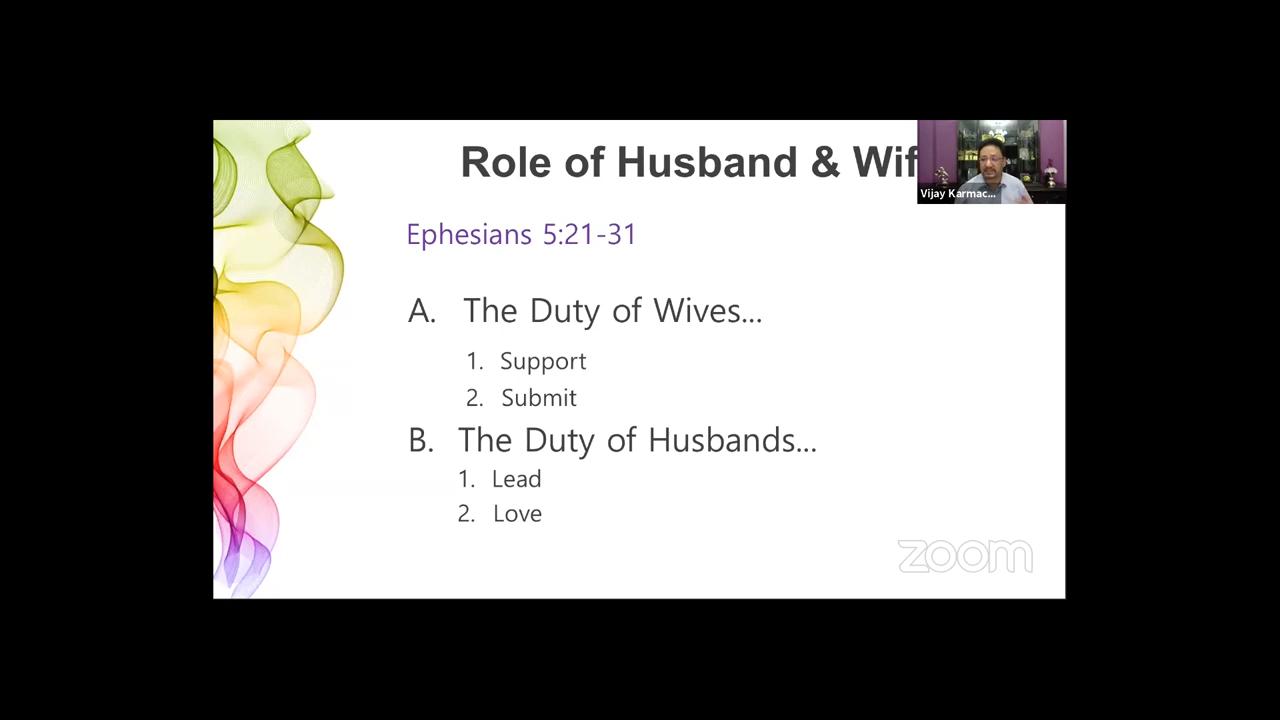 Role of Husband & Wif
Vijay Karmac...
Ephesians 5:21-31
A. The Duty of Wives...
1. Support
2. Submit
B. The Duty of Husbands...
1. Lead
2. Love
zoom